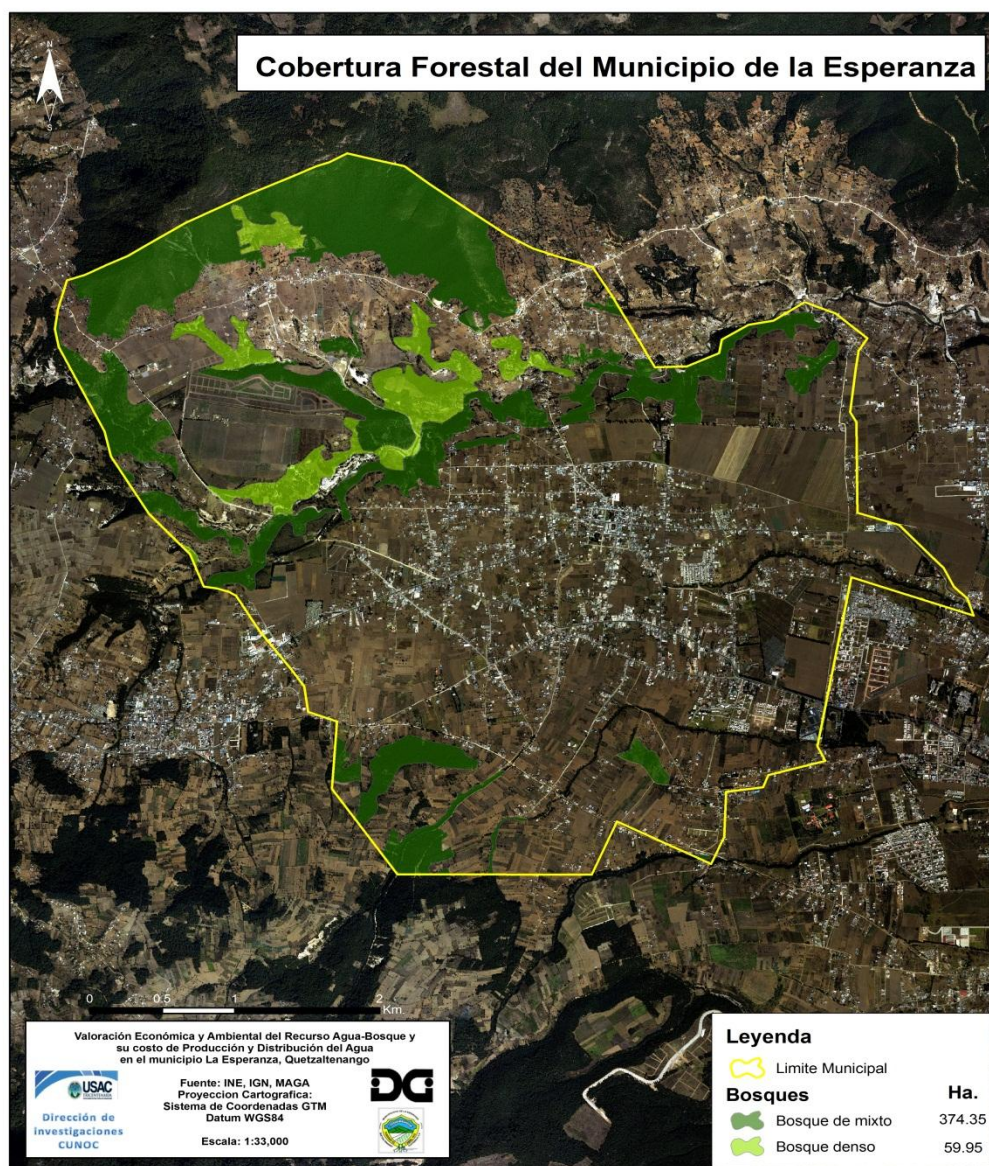 Cobertura Forestal del Municipio de la Esperanza
N
S
0 0.5 1 2
Km
Valoración Económica y Ambiental del Recurso Agua-Bosque y
su costo de Producción y Distribución del Agua
en el municipio La Esperanza, Quetzaltenango
USAC
TRICENTENARIA
Dirección de
investigaciones
CUNOC
Fuente: INE, IGN, MAGA
Proyeccion Cartografica:
Sistema de Coordenadas GTM
Datum WGS84
Escala: 1:33,000
DGI
Leyenda
Limite Municipal
Bosques Ha.
Bosque de mixto 374.35
Bosque denso 59.95